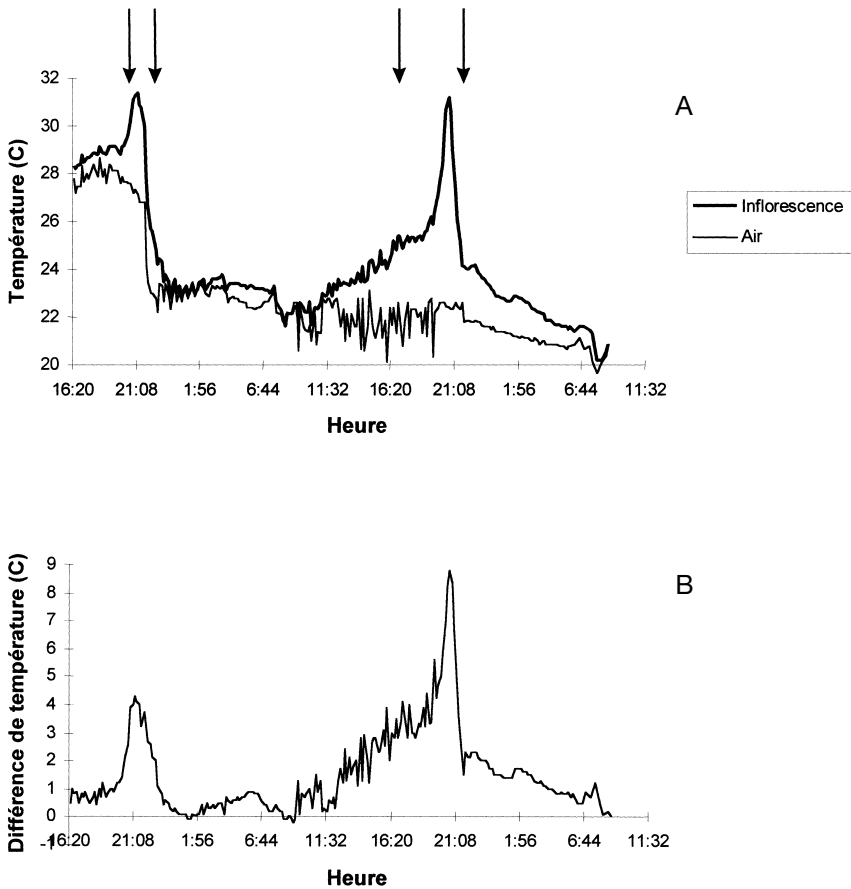 A
Température (C)
32
30
28
26
24
22
20
16:20 21:08 1:56 6:44 11:32 16:20 21:08 1:56 6:44 11:32
Heure
Inflorescence
Air
B
Différence de température (C)
9
8
7
6
5
4
3
2
1
0
-1
16:20 21:08 1:56 6:44 11:32 16:20 21:08 1:56 6:44 11:32
Heure